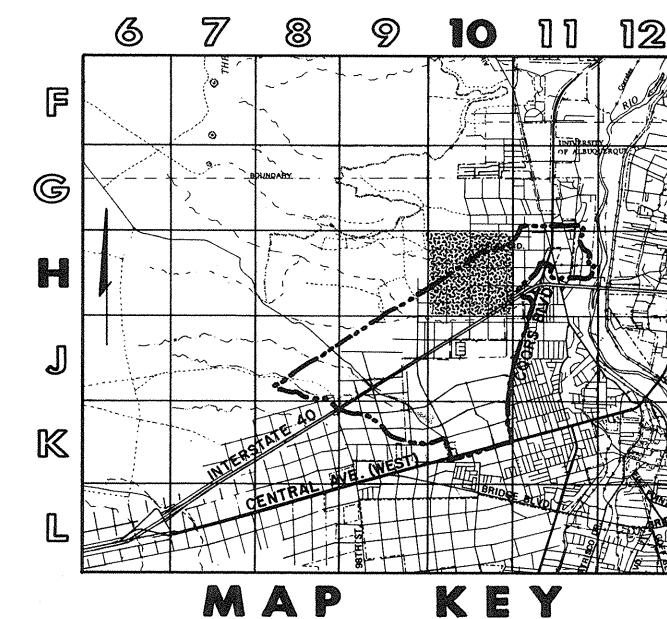 6 7 8 9 10 11 12
F
G
H
J
K
L
RIO
UNIVERSITY
OF ALBUQUERQUE
BOUNDARY
COORS BLVD
INTERSTATE 40
CENTRAL AVE. (WEST)
BRIDGE BLVD
98TH ST.
MAP KEY